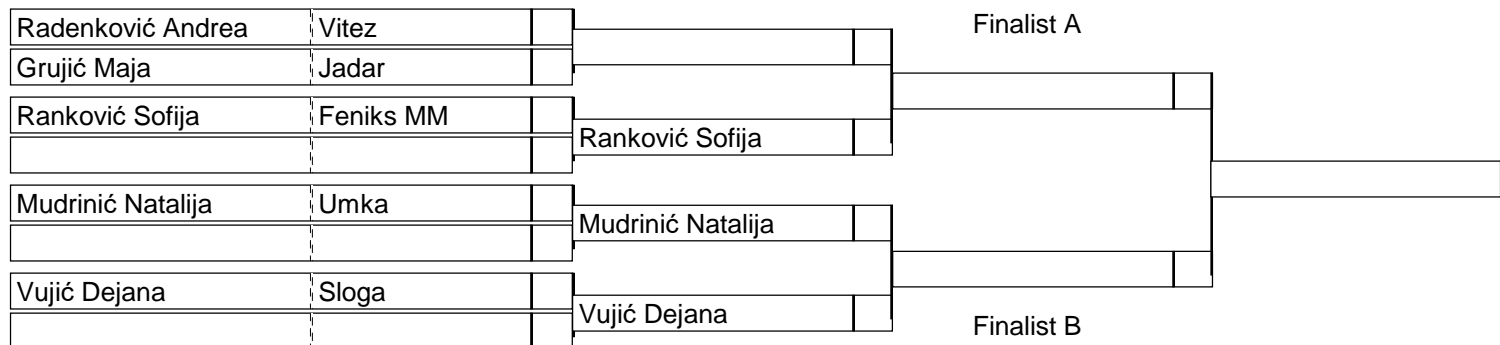 Radenković Andrea Vitez
Grujić Maja Jadar
Ranković Sofija Feniks MM
Mudrinić Natalija Umka
Vujić Dejana Sloga
Ranković Sofija
Mudrinić Natalija
Vujić Dejana
Finalist A
Finalist B